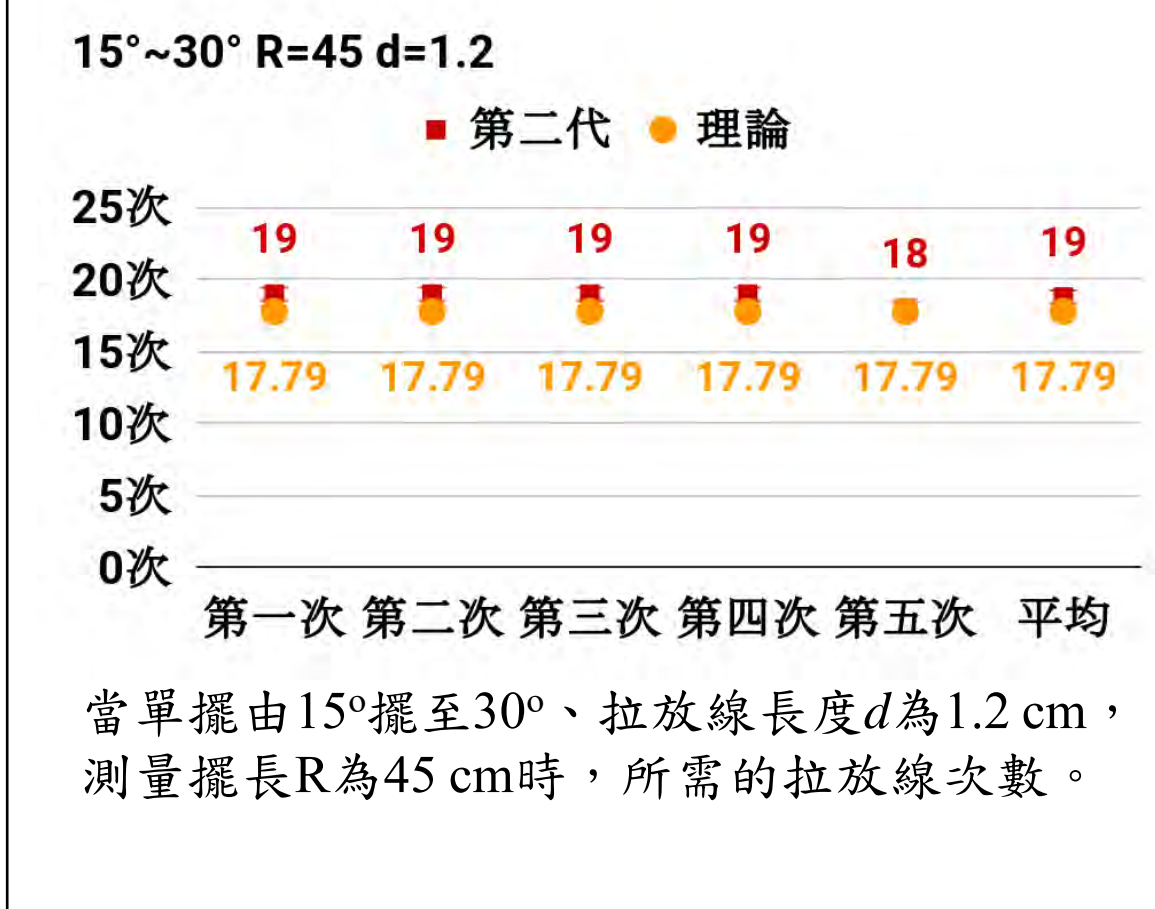 15°~30° R=45 d=1.2
第二代 理論
25次
19 19 19 19 18 19
20次
15次
17.79 17.79 17.79 17.79 17.79 17.79
10次
5次
0次
第一次 第二次 第三次 第四次 第五次 平均
當單擺由15°擺至30°、拉放線長度d為1.2 cm，
測量擺長R為45 cm時，所需的拉放線次數。